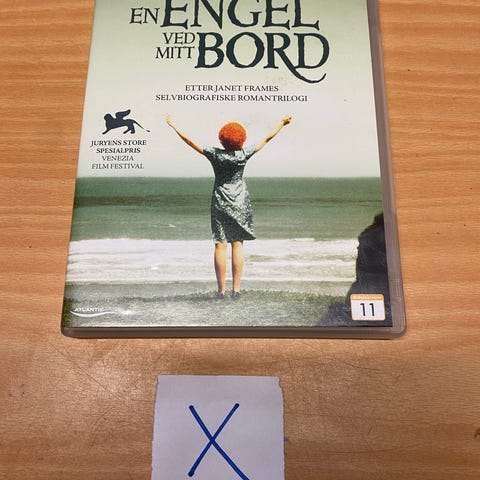 EN ENGEL
VED
MITT BORD
ETTER JANET FRAMES
SELVBIOGRAFISKE ROMANTRILOGI
JURYENS STORE
SPESIALPRIS
VENEZIA
FILM FESTIVAL
ATLANTIC
11
X